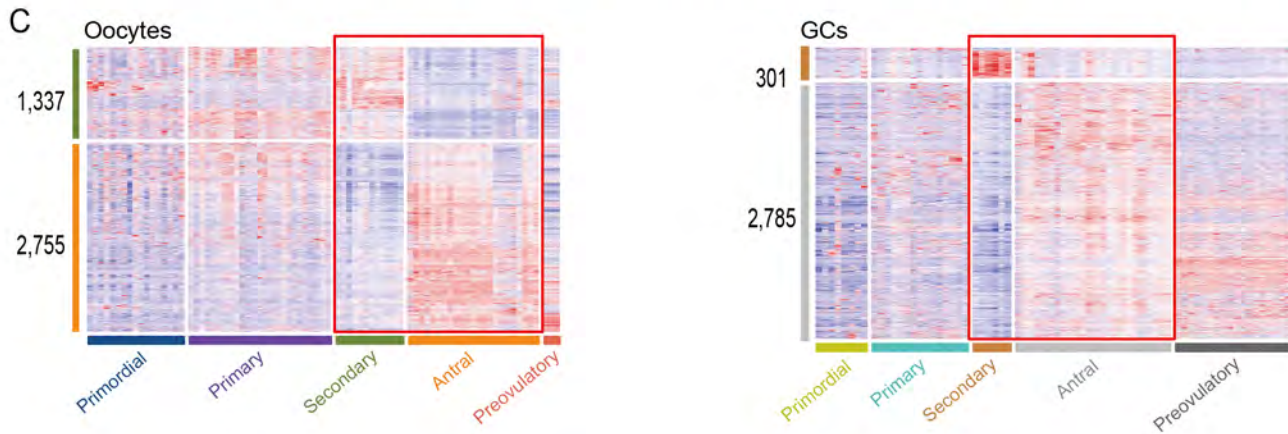 C
Oocytes
1,337
2,755
Primordial
Primary
Secondary
Antral
Preovulatory
GCs
301
2,785
Primordial
Primary
Secondary
Antral
Preovulatory